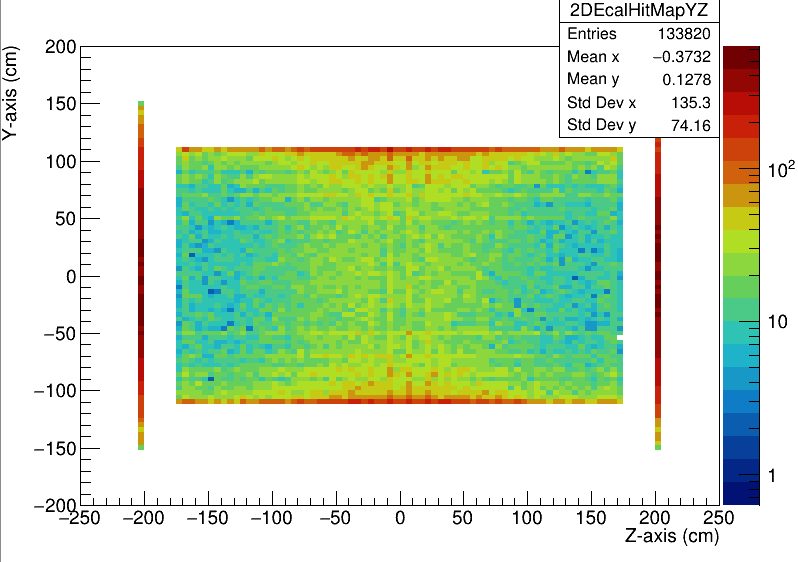 2DEcalHitMapYZ
Entries 133820
Mean x −0.3732
Mean y 0.1278
Std Dev x 135.3
Std Dev y 74.16
Y-axis (cm)
200
150
100
50
0
−50
−100
−150
−200
−250 −200 −150 −100 −50 0 50 100 150 200 250
Z-axis (cm)
10²
10
1